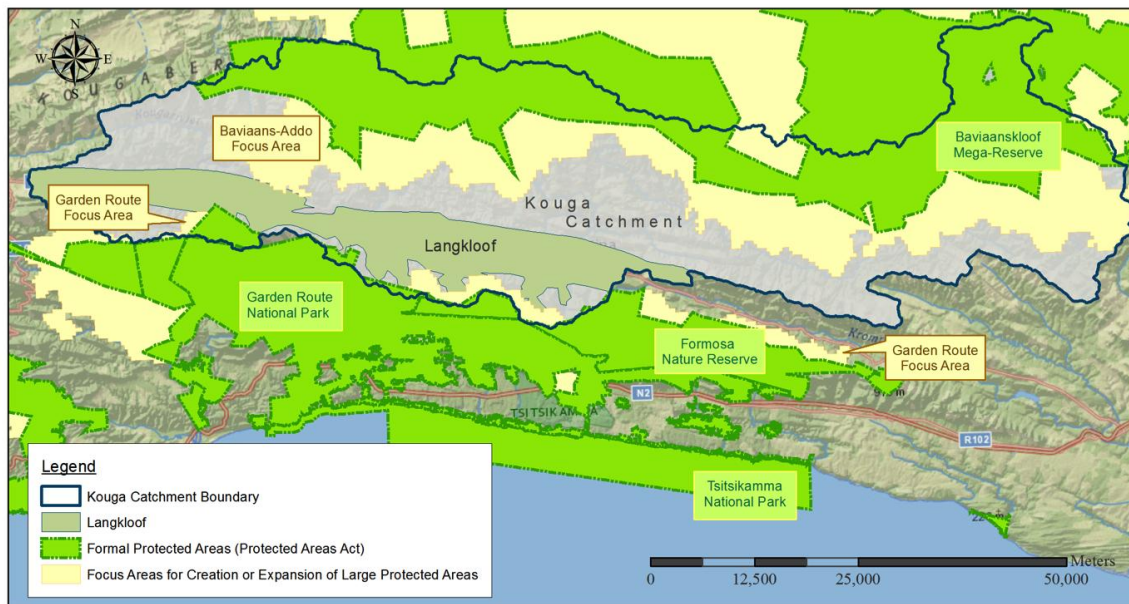 N
W
E
S
KOUGABER
Baviaans-Addo
Focus Area
Baviaanskloof
Mega-Reserve
Garden Route
Focus Area
Kouga
Catchment
Langkloof
Garden Route
National Park
Formosa
Nature Reserve
Garden Route
Focus Area
N2
TSITSIKAMMA
R102
Tsitsikamma
National Park
Legend
Kouga Catchment Boundary
Langkloof
Formal Protected Areas (Protected Areas Act)
Focus Areas for Creation or Expansion of Large Protected Areas
Meters
0
12,500
25,000
50,000